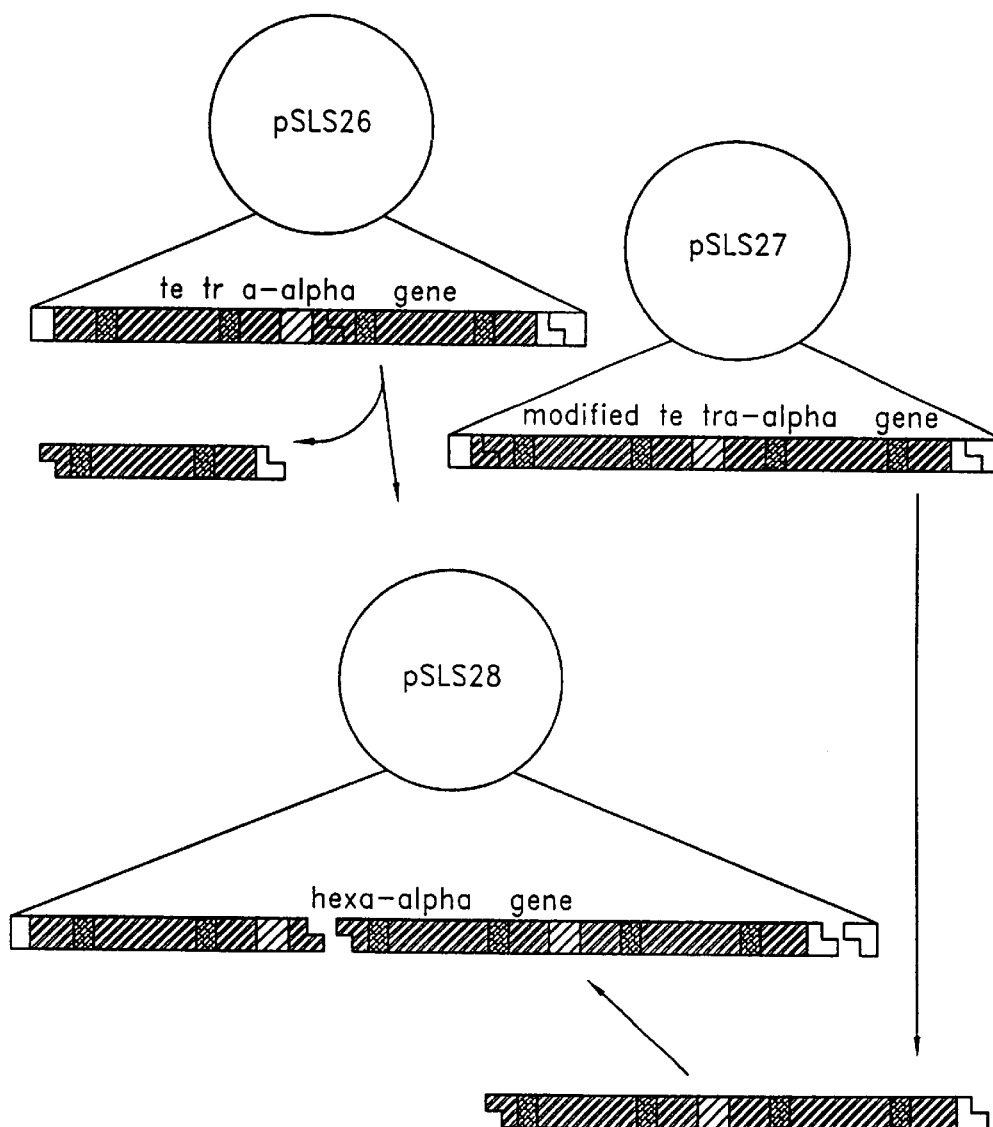 pSLS26
te tr a-alpha gene
pSLS27
modified te tra-alpha gene
pSLS28
hexa-alpha gene